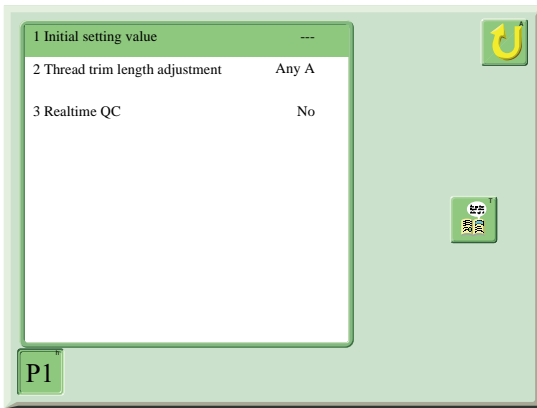 1 Initial setting value ---
2 Thread trim length adjustment Any A
3 Realtime QC No
A
T
h
P1